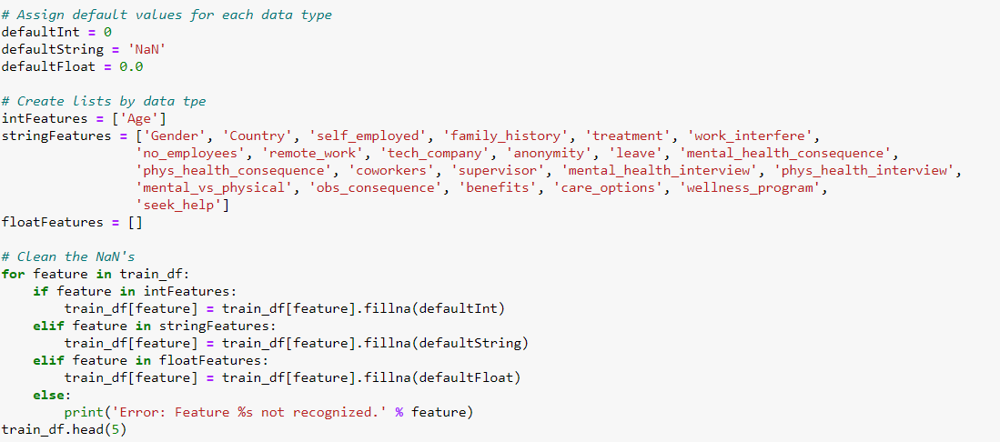 # Assign default values for each data type
defaultInt = 0
defaultString = 'NaN'
defaultFloat = 0.0

# Create lists by data tpe
intFeatures = ['Age']
stringFeatures = ['Gender', 'Country', 'self_employed', 'family_history', 'treatment', 'work_interfere',
                 'no_employees', 'remote_work', 'tech_company', 'anonymity', 'leave', 'mental_health_consequence',
                 'phys_health_consequence', 'coworkers', 'supervisor', 'mental_health_interview', 'phys_health_interview',
                 'mental_vs_physical', 'obs_consequence', 'benefits', 'care_options', 'wellness_program',
                 'seek_help']
floatFeatures = []

# Clean the NaN's
for feature in train_df:
    if feature in intFeatures:
        train_df[feature] = train_df[feature].fillna(defaultInt)
    elif feature in stringFeatures:
        train_df[feature] = train_df[feature].fillna(defaultString)
    elif feature in floatFeatures:
        train_df[feature] = train_df[feature].fillna(defaultFloat)
    else:
        print('Error: Feature %s not recognized.' % feature)
train_df.head(5)